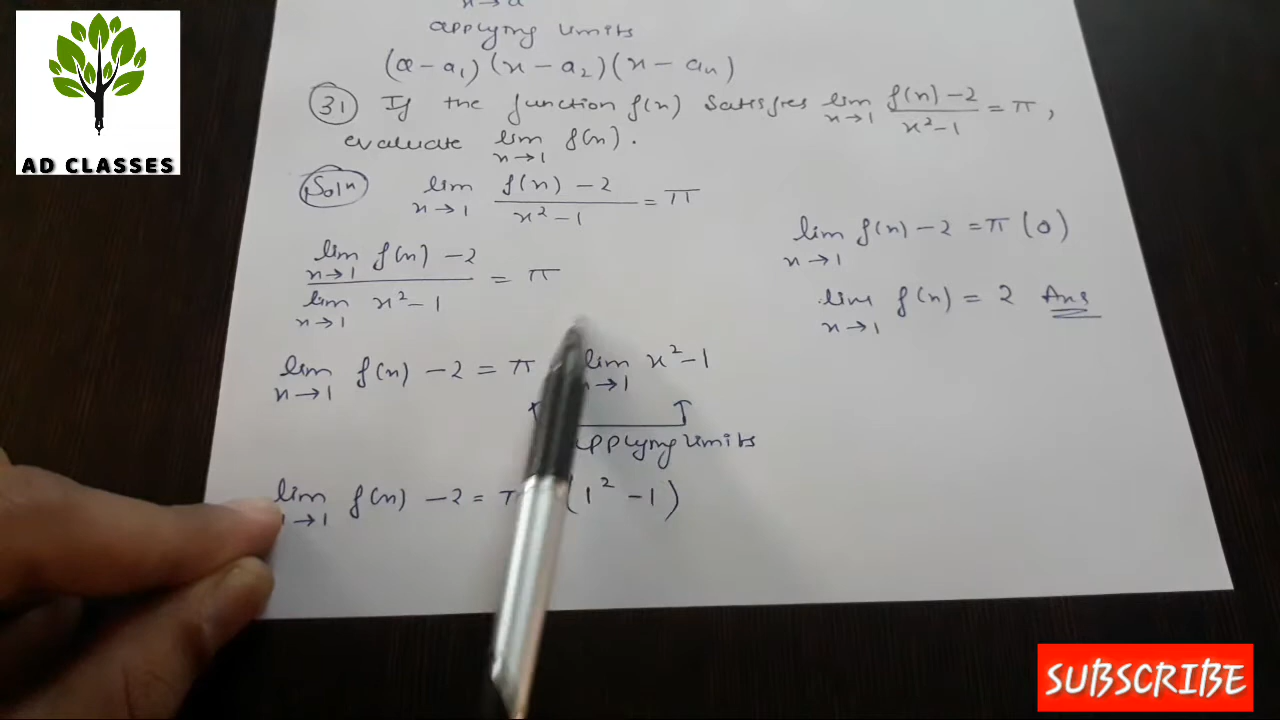 AD CLASSES
applying limits
(a-a₁)(x-a₂)(x-aₙ)
31 If the function f(x) satisfies lim x→1 f(x)-2 / x²-1 = π,
evaluate lim x→1 f(x).
Soln lim x→1 f(x)-2 / x²-1 = π
lim x→1 f(x)-2 / lim x→1 x²-1 = π
lim x→1 f(x)-2 = π lim x→1 x²-1
applying limits
lim x→1 f(x)-2 = π (1²-1)
lim x→1 f(x)-2 = π(0)
lim x→1 f(x) = 2 Ans
SUBSCRIBE